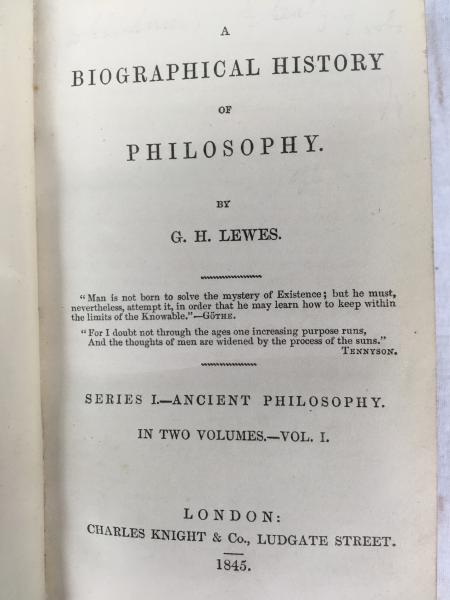 A
BIOGRAPHICAL HISTORY
OF
PHILOSOPHY.
BY
G. H. LEWES.
“Man is not born to solve the mystery of Existence; but he must,
nevertheless, attempt it, in order that he may learn how to keep within
the limits of the Knowable.”—GÖTHE.
“For I doubt not through the ages one increasing purpose runs,
And the thoughts of men are widened by the process of the suns.”
TENNYSON.
SERIES I.—ANCIENT PHILOSOPHY.
IN TWO VOLUMES.—VOL. I.
LONDON:
CHARLES KNIGHT & Co., LUDGATE STREET.
1845.